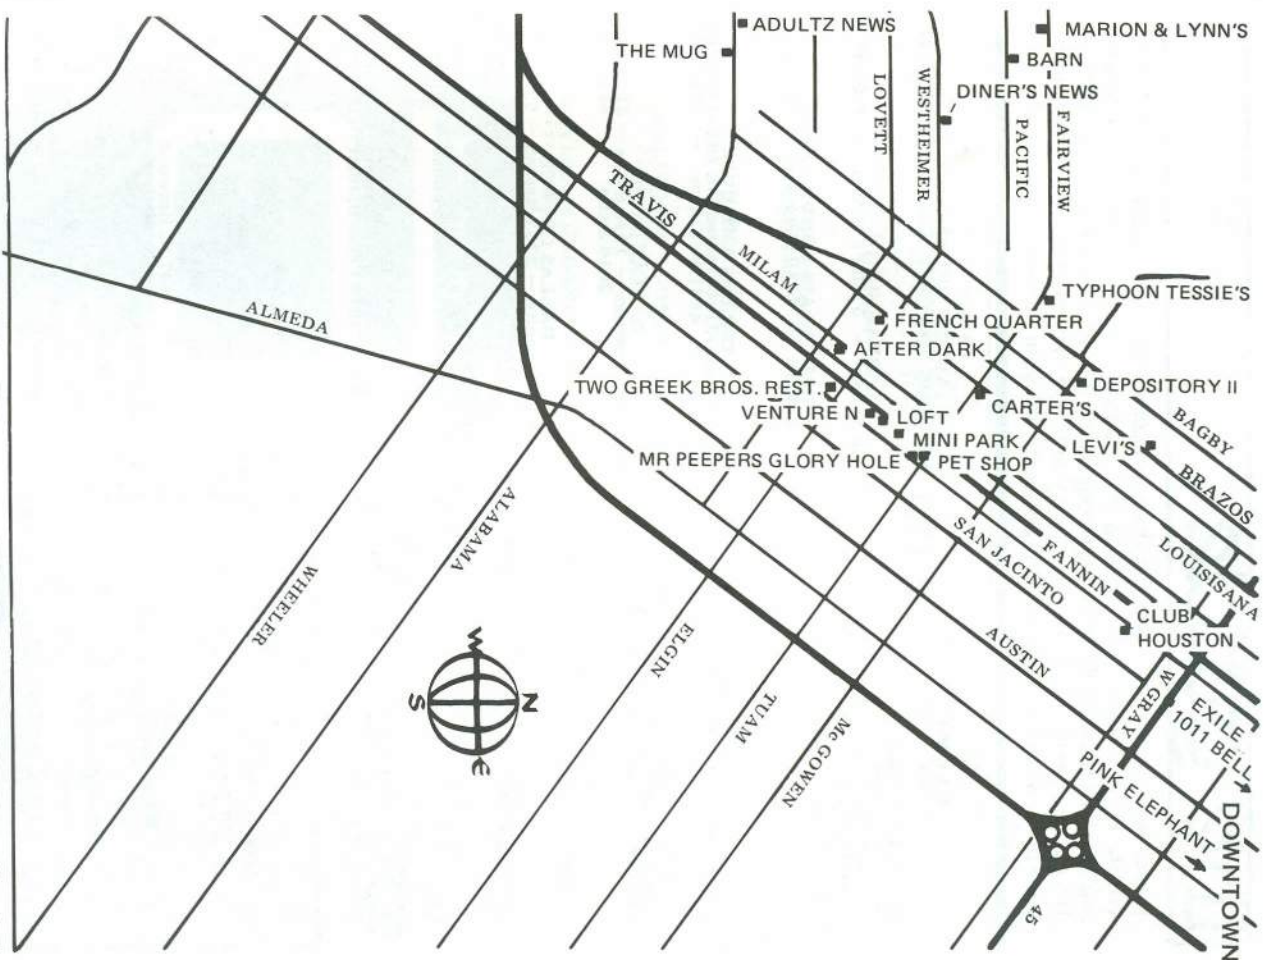 ADULTZ NEWS
THE MUG
MARION & LYNN'S
BARN
DINER'S NEWS
LOVETT
WESTHEIMER
PACIFIC
FAIRVIEW
TRAVIS
MILAM
TYPHOON TESSIE'S
FRENCH QUARTER
AFTER DARK
ALMEDA
TWO GREEK BROS. REST.
DEPOSITORY II
CARTER'S
VENTURE N
LOFT
BAGBY
MINI PARK
LEVI'S
MR PEEPERS GLORY HOLE
PET SHOP
BRAZOS
ALABAMA
SAN JACINTO
FANNIN
LOUISISANA
WHEELER
CLUB
HOUSTON
ELGIN
AUSTIN
W
S
N
E
TUAM
Mc GOWEN
W GRAY
EXILE
1011 BELL
PINK ELEPHANT
DOWNTOWN
45